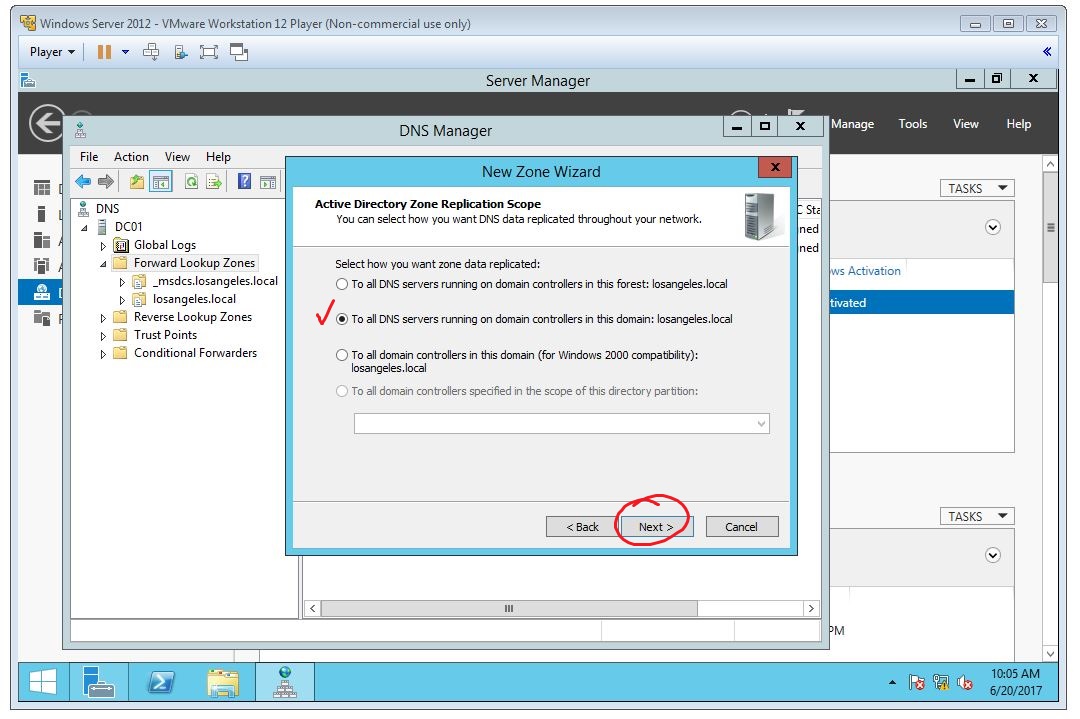 Windows Server 2012 - VMware Workstation 12 Player (Non-commercial use only)
Player
Server Manager
Manage Tools View Help
DNS Manager
File Action View Help
New Zone Wizard
Active Directory Zone Replication Scope
You can select how you want DNS data replicated throughout your network.
Select how you want zone data replicated:
To all DNS servers running on domain controllers in this forest: losangeles.local
To all DNS servers running on domain controllers in this domain: losangeles.local
To all domain controllers in this domain (for Windows 2000 compatibility):
losangeles.local
To all domain controllers specified in the scope of this directory partition:
< Back
Next >
Cancel
DNS
DC01
Global Logs
Forward Lookup Zones
_msdcs.losangeles.local
losangeles.local
Reverse Lookup Zones
Trust Points
Conditional Forwarders
TASKS
Activation
TASKS
PM
10:05 AM
6/20/2017